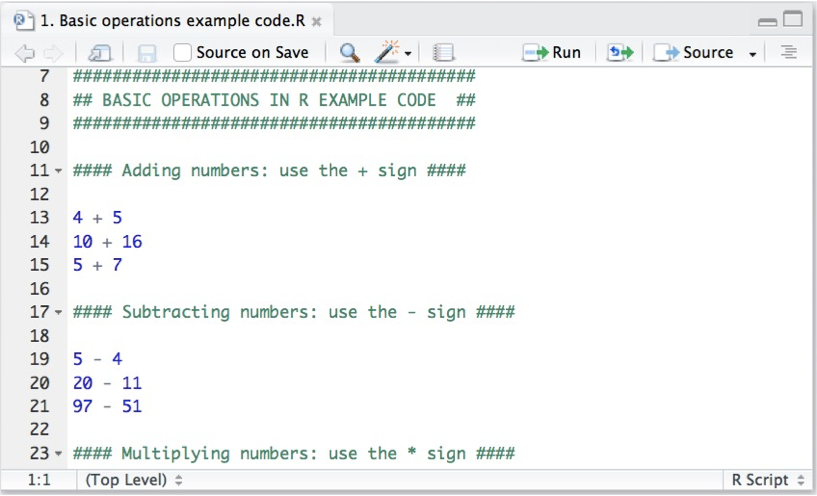 1. Basic operations example code.R
Source on Save Run Source
7 #########################################
8 ## BASIC OPERATIONS IN R EXAMPLE CODE  ##
9 #########################################
10
11 #### Adding numbers: use the + sign ####
12
13 4 + 5
14 10 + 16
15 5 + 7
16
17 #### Subtracting numbers: use the - sign ####
18
19 5 - 4
20 20 - 11
21 97 - 51
22
23 #### Multiplying numbers: use the * sign ####
1:1 (Top Level) R Script